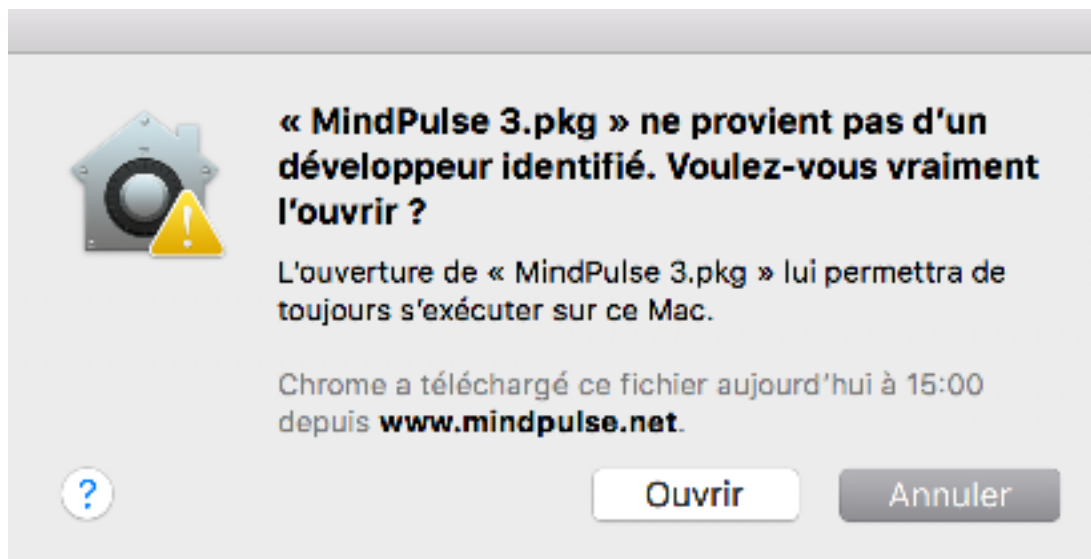 « MindPulse 3.pkg » ne provient pas d'un
développeur identifié. Voulez-vous vraiment
l'ouvrir ?
L'ouverture de « MindPulse 3.pkg » lui permettra de
toujours s'exécuter sur ce Mac.
Chrome a téléchargé ce fichier aujourd'hui à 15:00
depuis www.mindpulse.net.
? Ouvrir Annuler